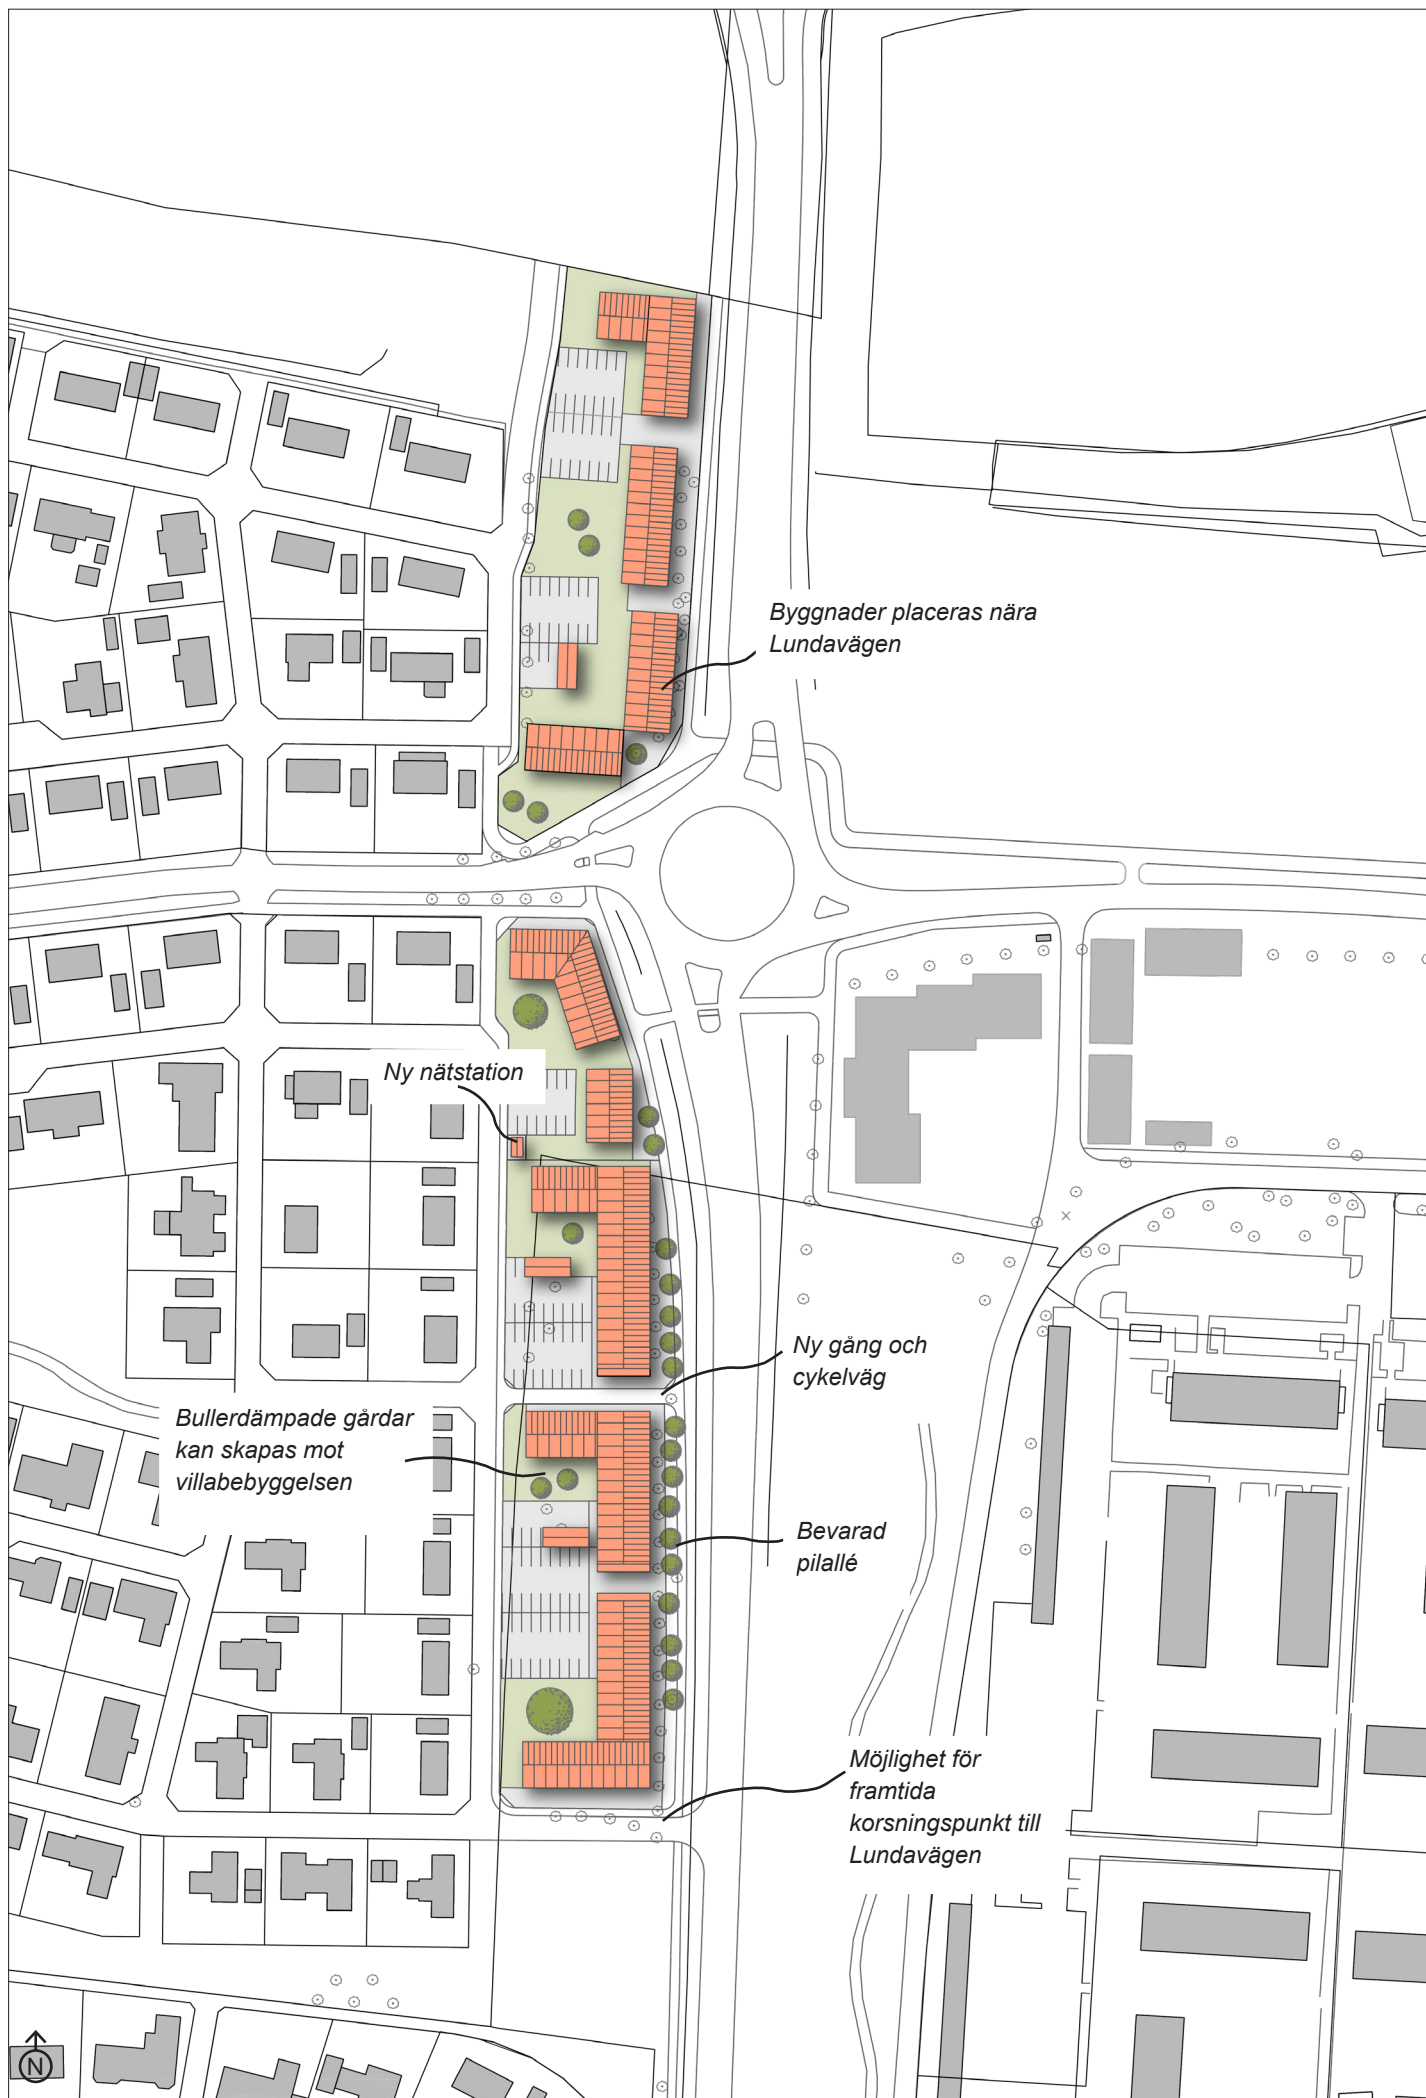 Byggnader placeras nära
Lundavägen
Ny nätstation
Ny gång och
cykelväg
Bullerdämpade gårdar
kan skapas mot
villabebyggelsen
Bevarad
pilallé
Möjlighet för
framtida
korsningspunkt till
Lundavägen
N